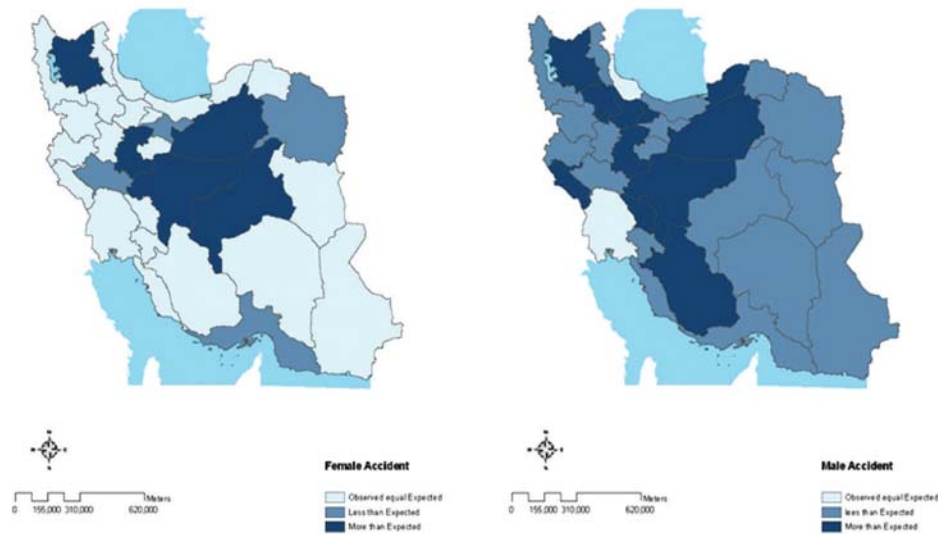 N
W E
S
Female Accident
Observed equal Expected
Less than Expected
More than Expected
Meters
0 155,000 310,000 620,000
N
W E
S
Male Accident
Observed equal Expected
lees than Expected
More than Expected
Meters
0 155,000 310,000 620,000